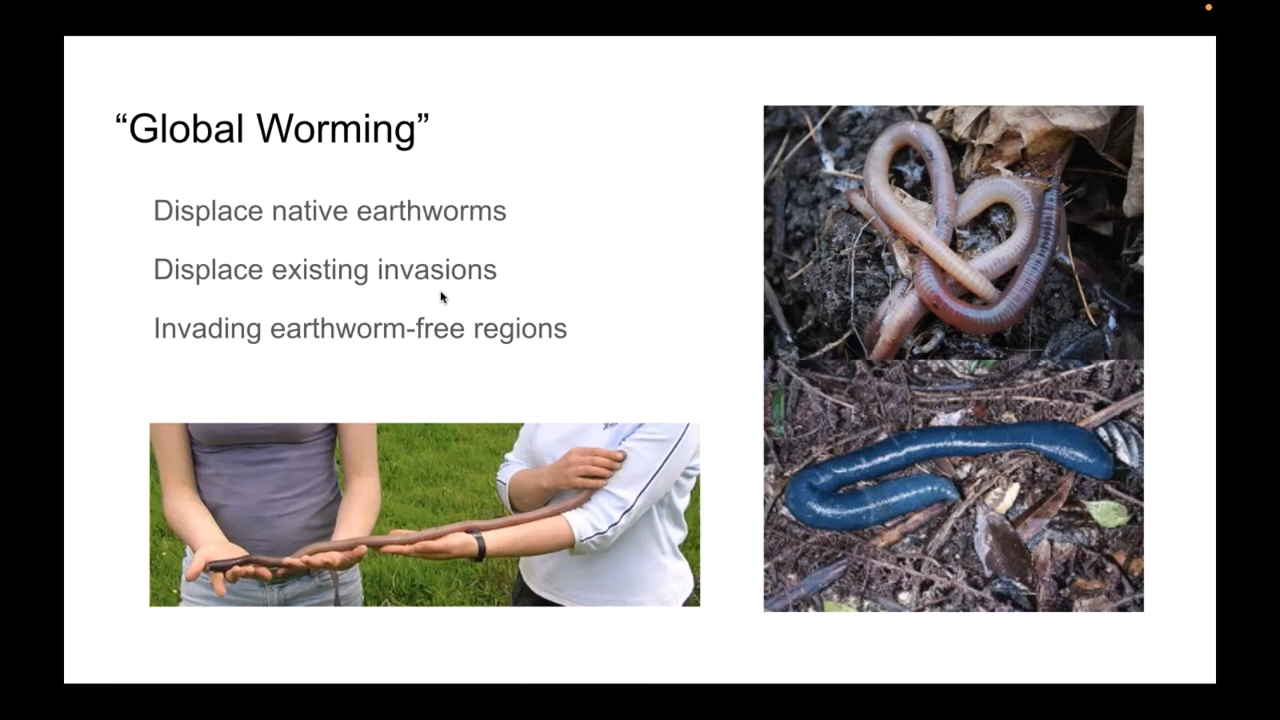 “Global Worming”
Displace native earthworms
Displace existing invasions
Invading earthworm-free regions